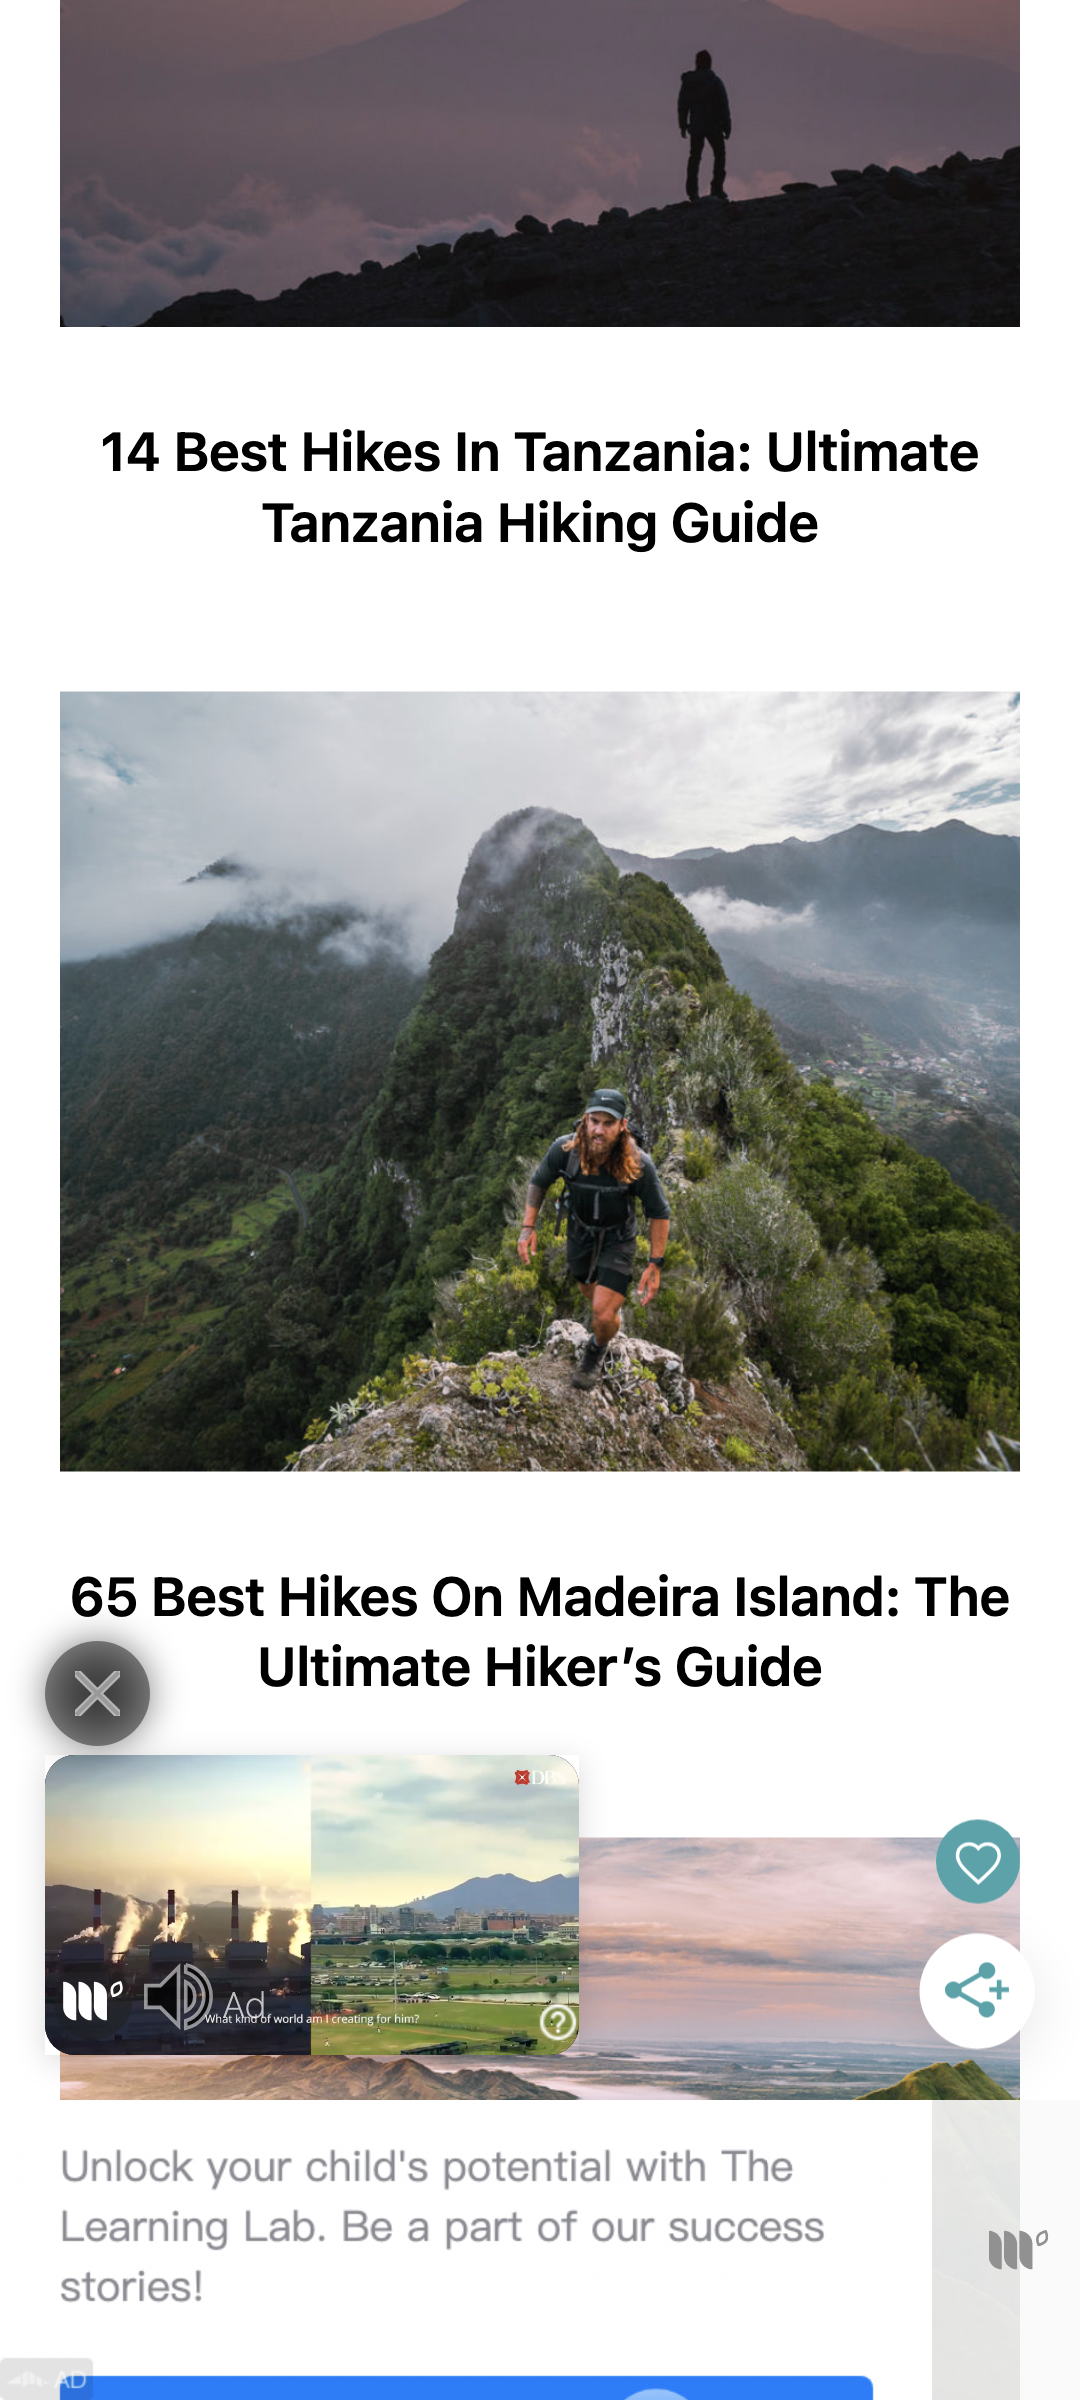 14 Best Hikes In Tanzania: Ultimate
Tanzania Hiking Guide
65 Best Hikes On Madeira Island: The
Ultimate Hiker’s Guide
DBS
Ad
What kind of world am I creating for him?
Unlock your child's potential with The
Learning Lab. Be a part of our success
stories!
AD